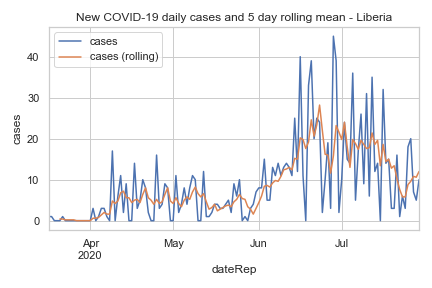 New COVID-19 daily cases and 5 day rolling mean - Liberia
cases
cases (rolling)
cases
40
30
20
10
0
Apr
2020
May
Jun
Jul
dateRep